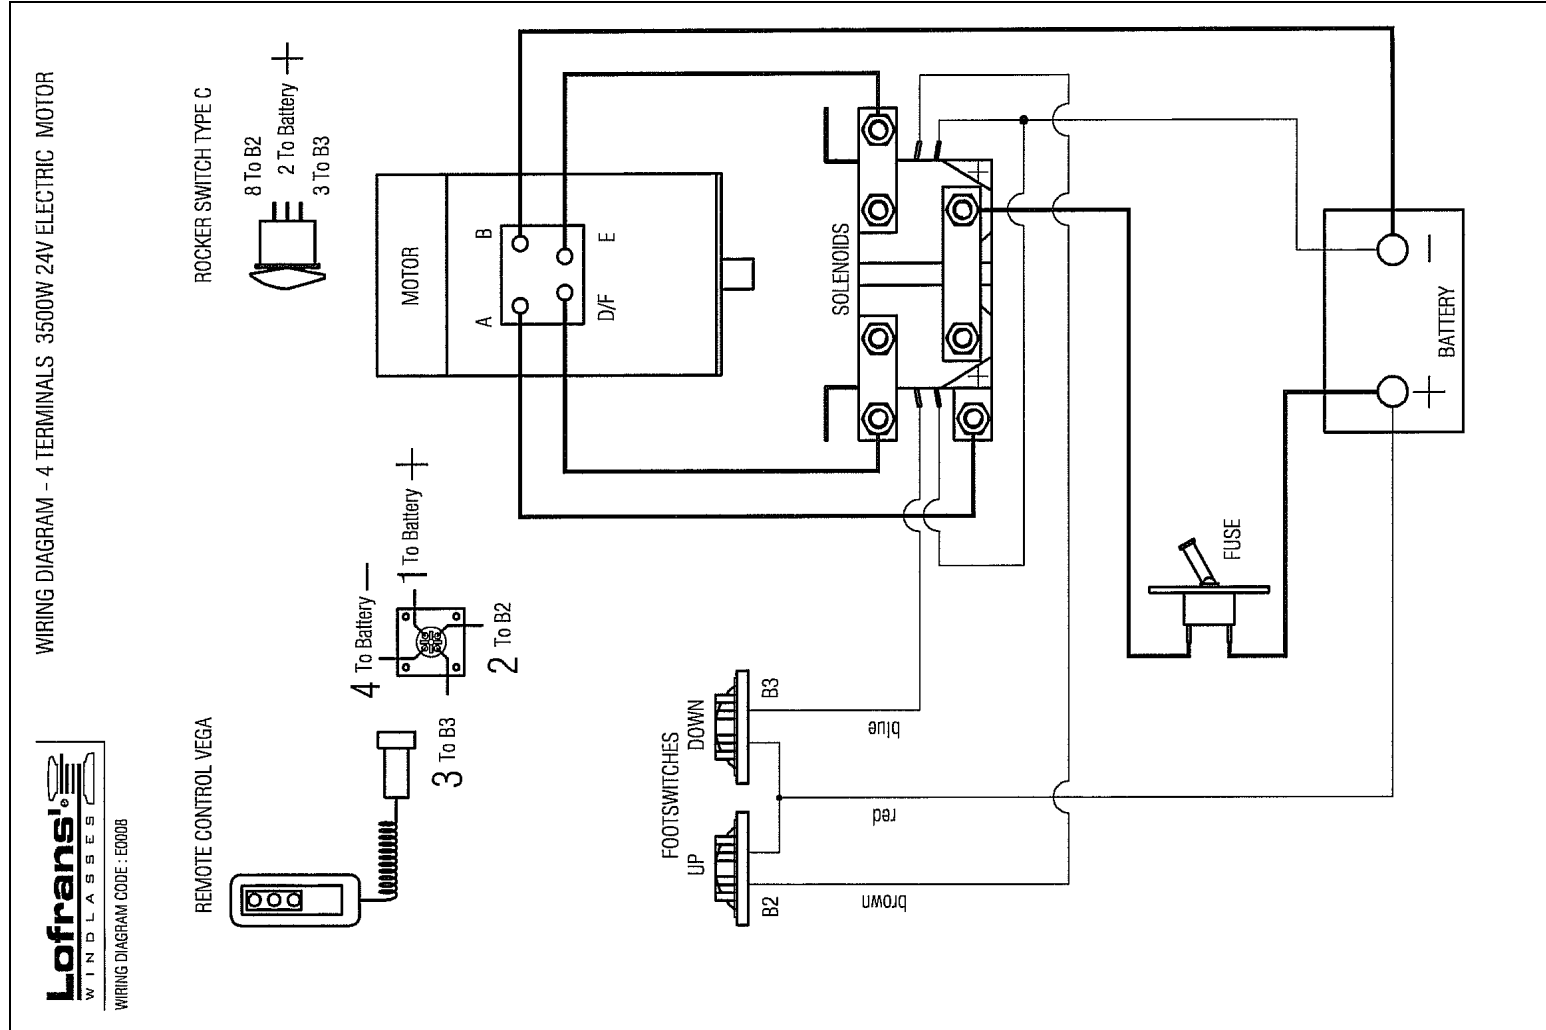 Lofrans'®
WINDLASSES
WIRING DIAGRAM CODE : E0008
WIRING DIAGRAM - 4 TERMINALS 3500W 24V ELECTRIC MOTOR
REMOTE CONTROL VEGA
4 To Battery −
1 To Battery +
3 To B3
2 To B2
ROCKER SWITCH TYPE C
8 To B2
2 To Battery +
3 To B3
MOTOR
A
B
D/F
E
SOLENOIDS
+
+
FOOTSWITCHES
UP
DOWN
B2
B3
brown
red
blue
FUSE
BATTERY
+
−